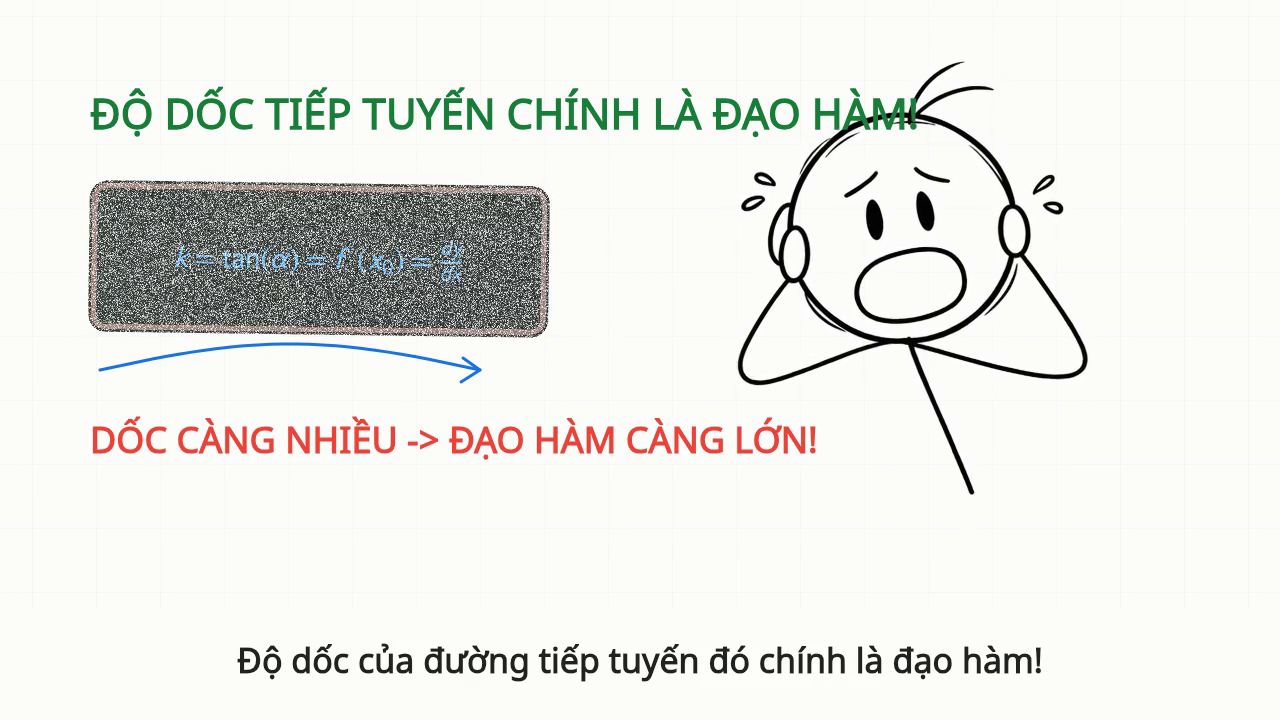 ĐỘ DỐC TIẾP TUYẾN CHÍNH LÀ ĐẠO HÀM!
k = tan(α) = f'(x₀) = dy/dx
DỐC CÀNG NHIỀU -> ĐẠO HÀM CÀNG LỚN!
Độ dốc của đường tiếp tuyến đó chính là đạo hàm!